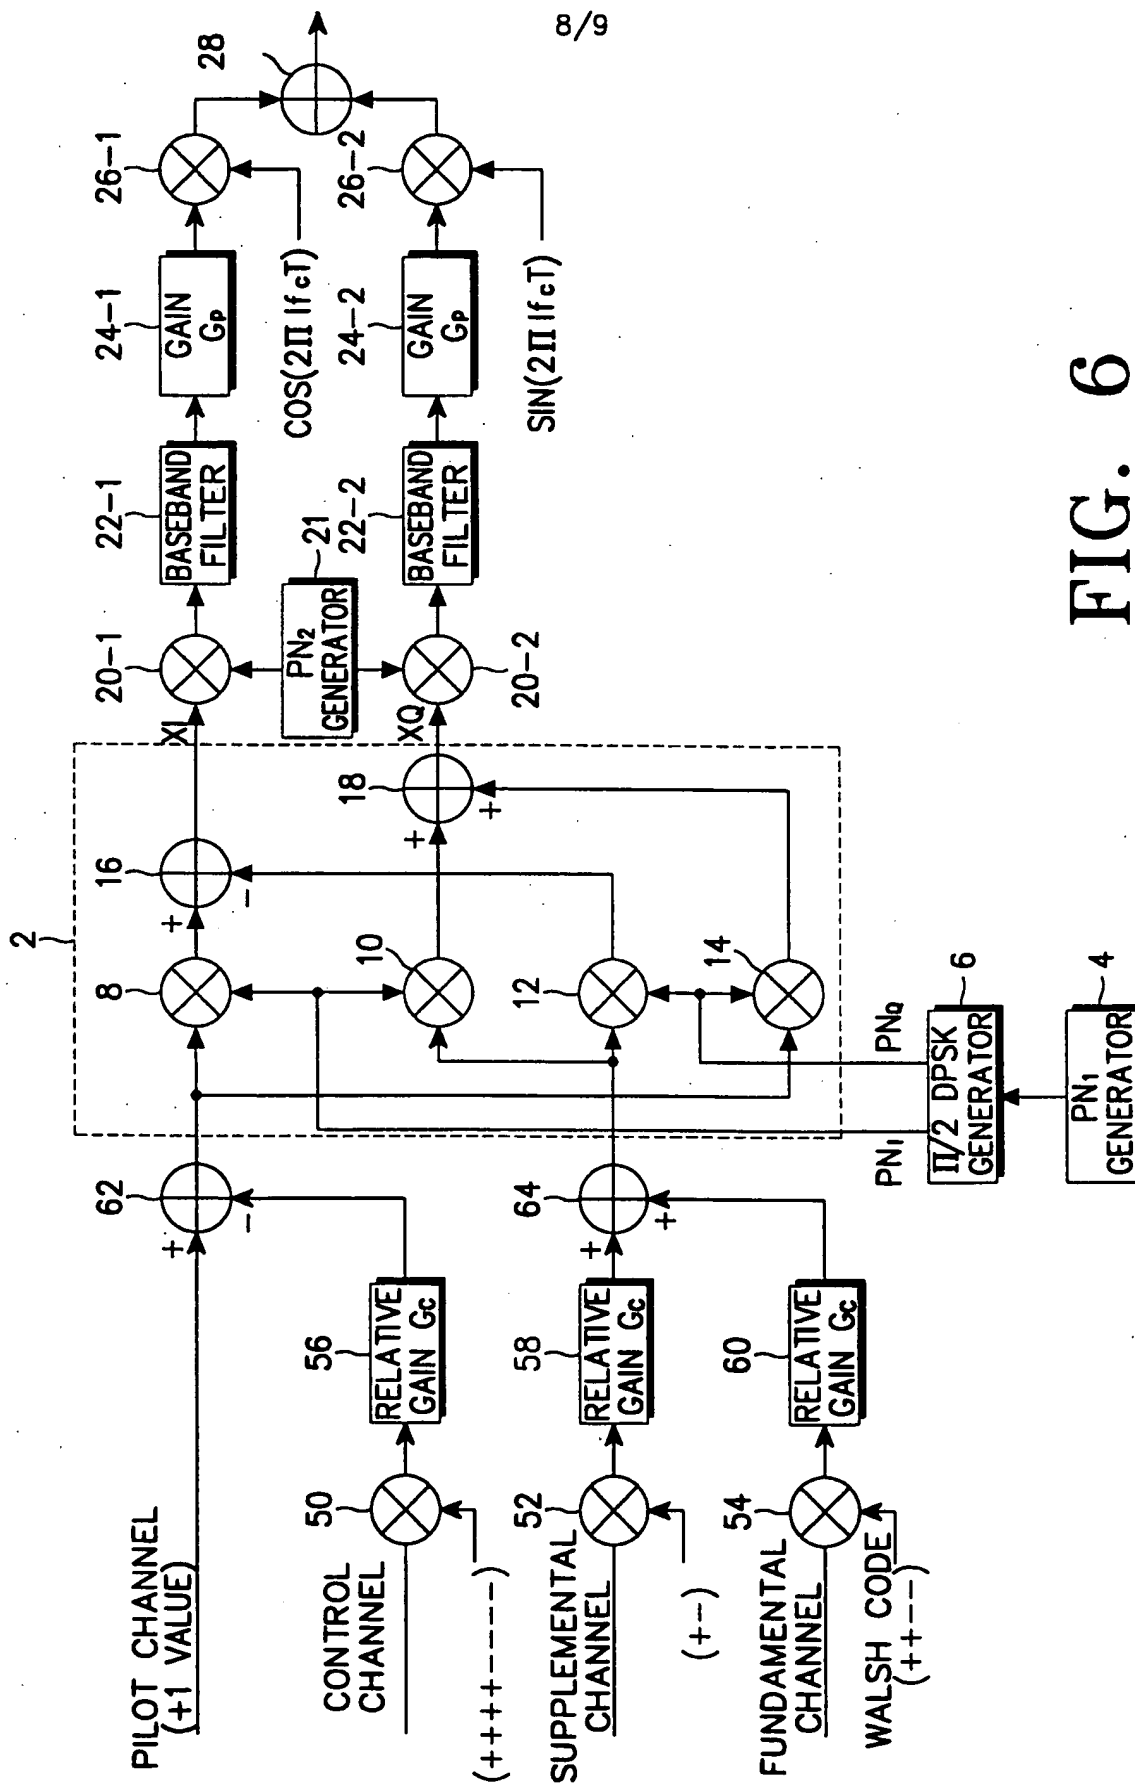 8/9
PILOT CHANNEL
(+1 VALUE)
CONTROL
CHANNEL
(++++----)
SUPPLEMENTAL
CHANNEL
(+-)
FUNDAMENTAL
CHANNEL
WALSH CODE
(++--)
50
52
54
56
RELATIVE
GAIN Gc
58
RELATIVE
GAIN Gc
60
RELATIVE
GAIN Gc
62
+
-
64
+
+
2
8
10
12
14
16
+
-
18
+
+
PNI
PNQ
Π/2 DPSK
GENERATOR
6
PN1
GENERATOR
4
XI
XQ
20-1
20-2
PN2
GENERATOR
21
22-1
BASEBAND
FILTER
22-2
BASEBAND
FILTER
24-1
GAIN
GP
24-2
GAIN
GP
COS(2Π IfcT)
SIN(2Π IfcT)
26-1
26-2
28
FIG. 6